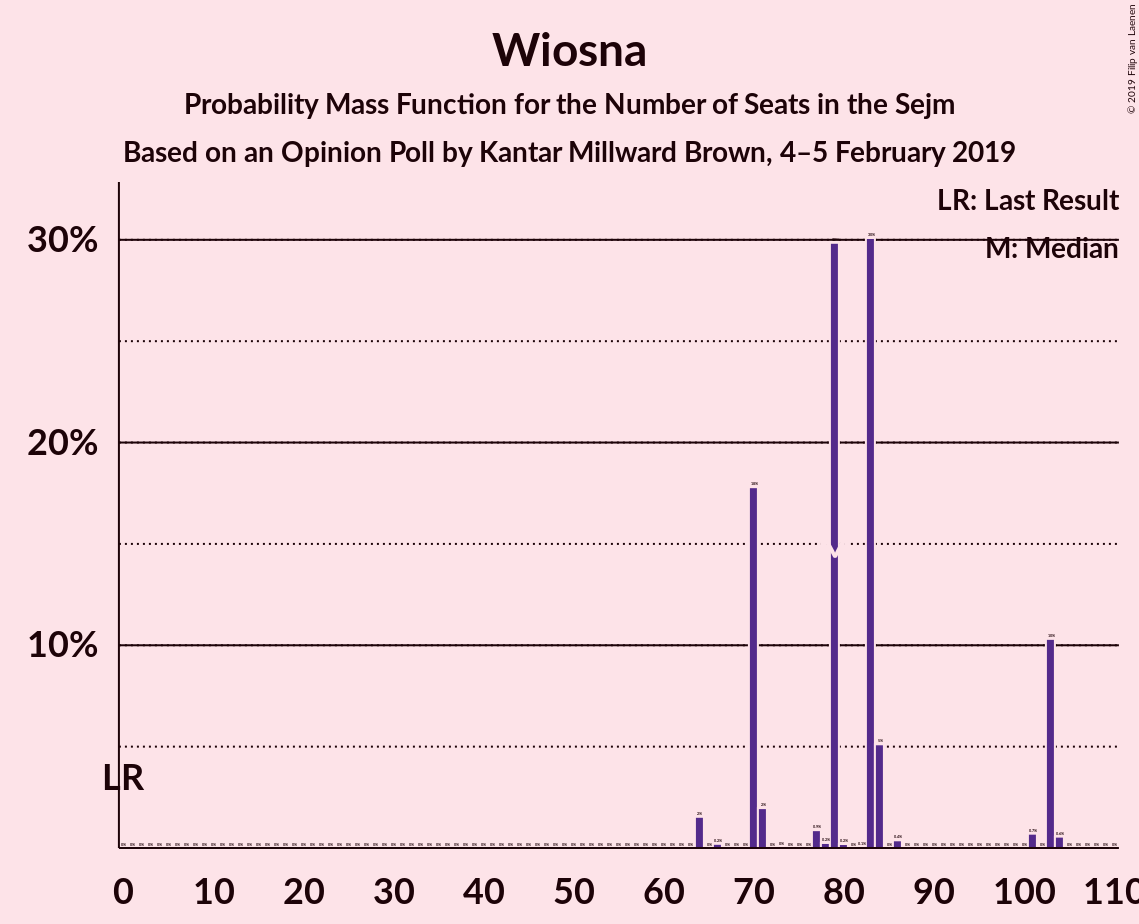 Wiosna
Probability Mass Function for the Number of Seats in the Sejm
Based on an Opinion Poll by Kantar Millward Brown, 4–5 February 2019
© 2019 Filip van Laenen
LR: Last Result
M: Median
30%
20%
10%
LR
0 10 20 30 40 50 60 70 80 90 100 110